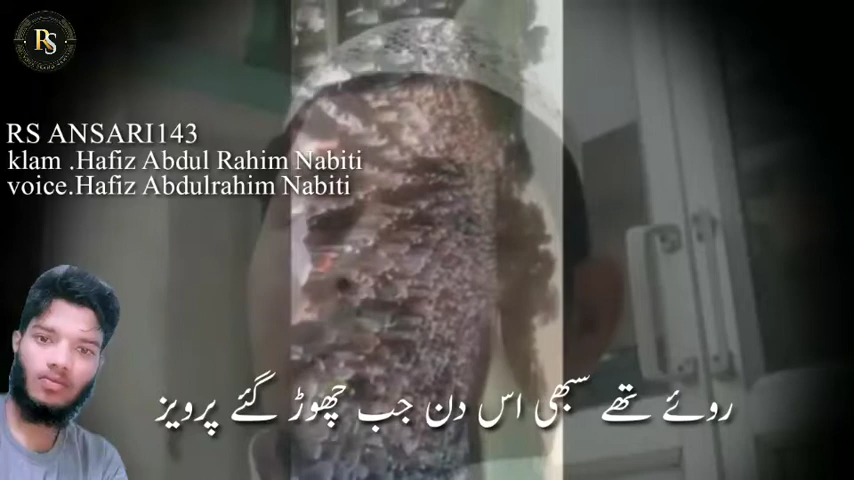 RS
RS ANSARI143
klam .Hafiz Abdul Rahim Nabiti
voice.Hafiz Abdulrahim Nabiti
روئے تھے سبھی اس دن جب چھوڑ گئے پرویز